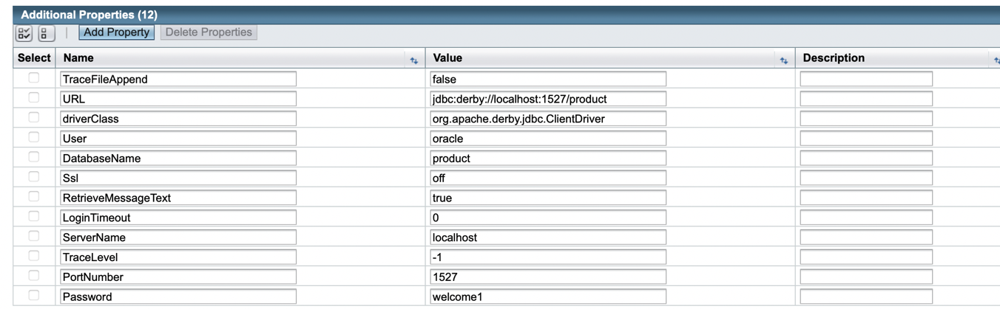 Additional Properties (12)
Add Property Delete Properties
Select Name Value Description
TraceFileAppend false
URL jdbc:derby://localhost:1527/product
driverClass org.apache.derby.jdbc.ClientDriver
User oracle
DatabaseName product
Ssl off
RetrieveMessageText true
LoginTimeout 0
ServerName localhost
TraceLevel -1
PortNumber 1527
Password welcome1